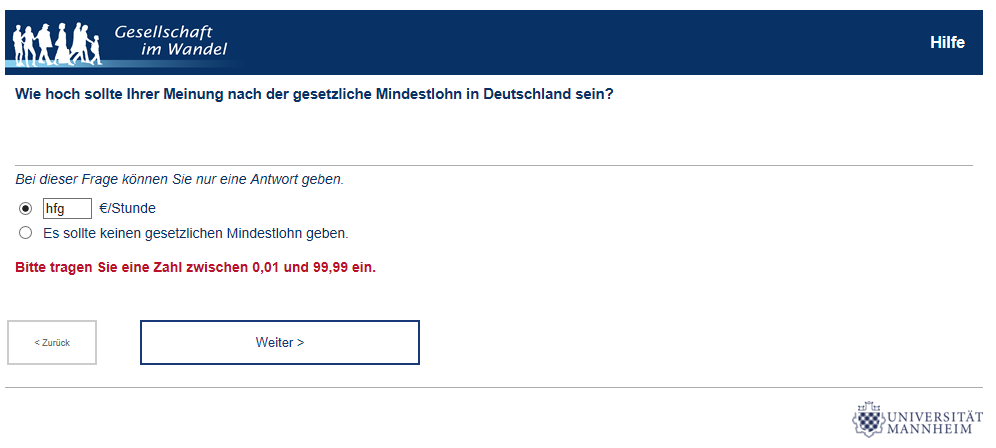 Gesellschaft
im Wandel
Hilfe
Wie hoch sollte Ihrer Meinung nach der gesetzliche Mindestlohn in Deutschland sein?
Bei dieser Frage können Sie nur eine Antwort geben.
hfg €/Stunde
Es sollte keinen gesetzlichen Mindestlohn geben.
Bitte tragen Sie eine Zahl zwischen 0,01 und 99,99 ein.
< Zurück
Weiter >
UNIVERSITÄT
MANNHEIM